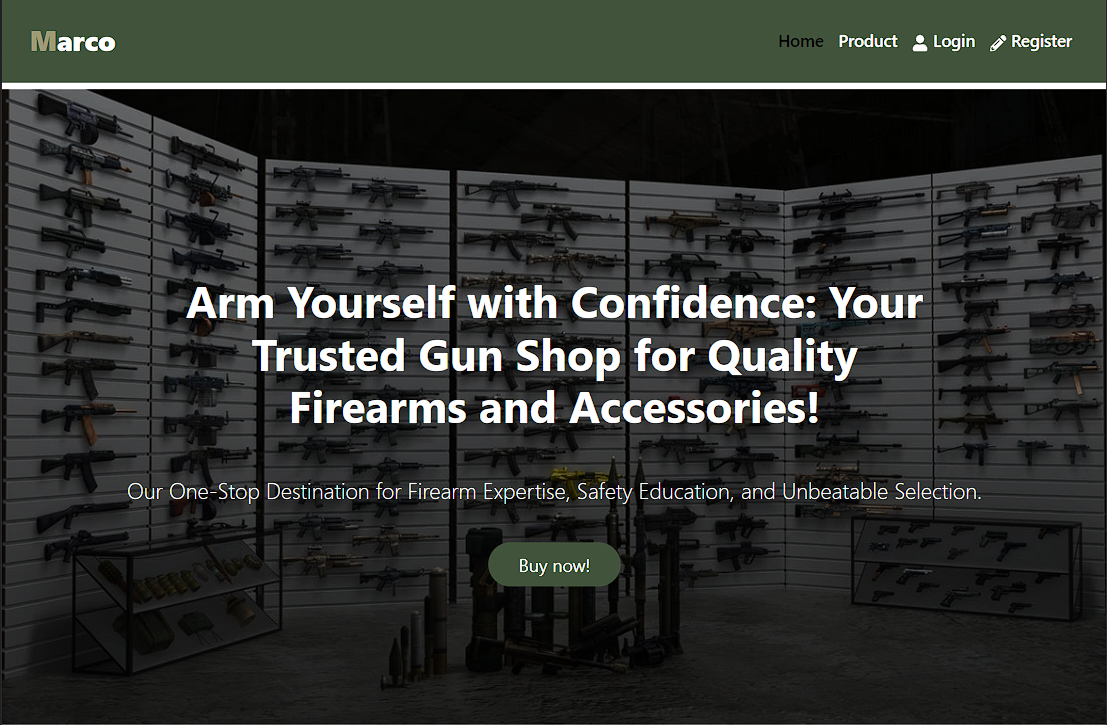 Marco
Home Product Login Register
Arm Yourself with Confidence: Your
Trusted Gun Shop for Quality
Firearms and Accessories!
Our One-Stop Destination for Firearm Expertise, Safety Education, and Unbeatable Selection.
Buy now!